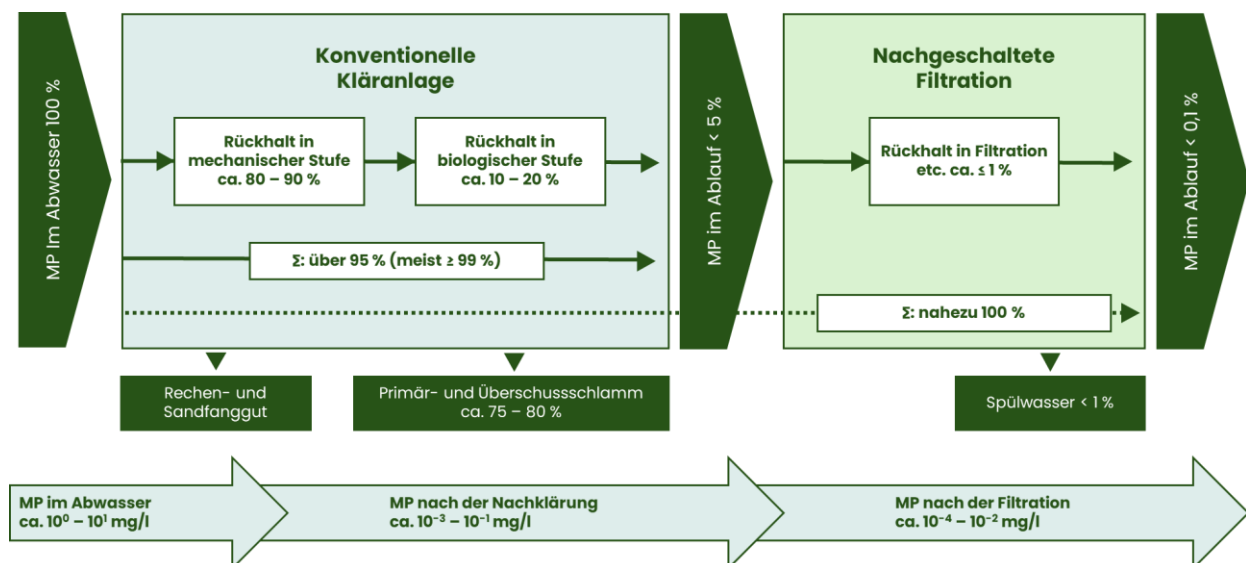 MP Im Abwasser 100 %
Konventionelle
Kläranlage
Rückhalt in
mechanischer Stufe
ca. 80 – 90 %
Rückhalt in
biologischer Stufe
ca. 10 – 20 %
Σ: über 95 % (meist ≥ 99 %)
MP im Ablauf < 5 %
Nachgeschaltete
Filtration
Rückhalt in Filtration
etc. ca. ≤ 1 %
Σ: nahezu 100 %
MP im Ablauf < 0,1 %
Rechen- und
Sandfanggut
Primär- und Überschussschlamm
ca. 75 – 80 %
Spülwasser < 1 %
MP im Abwasser
ca. 10⁰ – 10¹ mg/l
MP nach der Nachklärung
ca. 10⁻³ – 10⁻¹ mg/l
MP nach der Filtration
ca. 10⁻⁴ – 10⁻² mg/l